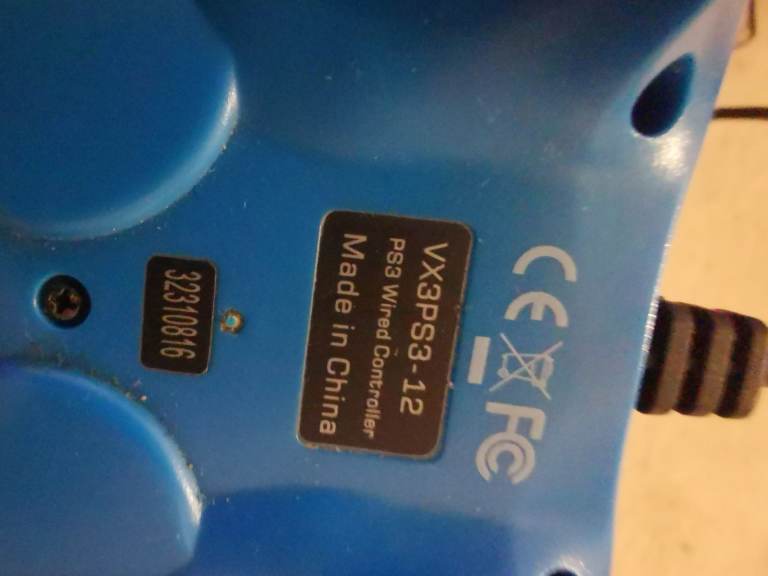 CE FC
VX3PS3-12
PS3 Wired Controller
Made in China
32310816